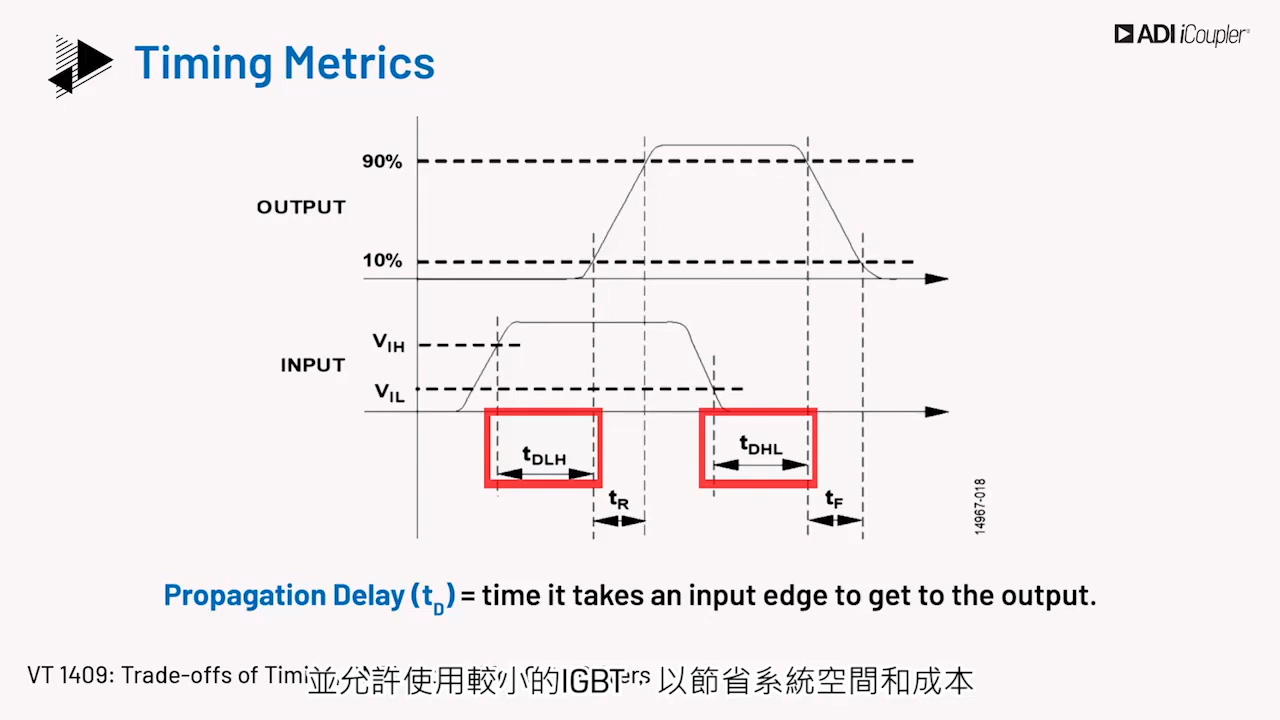 Timing Metrics
ADI iCoupler®
90%
OUTPUT
10%
VIH
INPUT
VIL
tDLH
tDHL
tR
tF
14967-018
Propagation Delay (tD) = time it takes an input edge to get to the output.
VT 1409: Trade-offs of
並允許使用較小的IGBT 以節省系統空間和成本